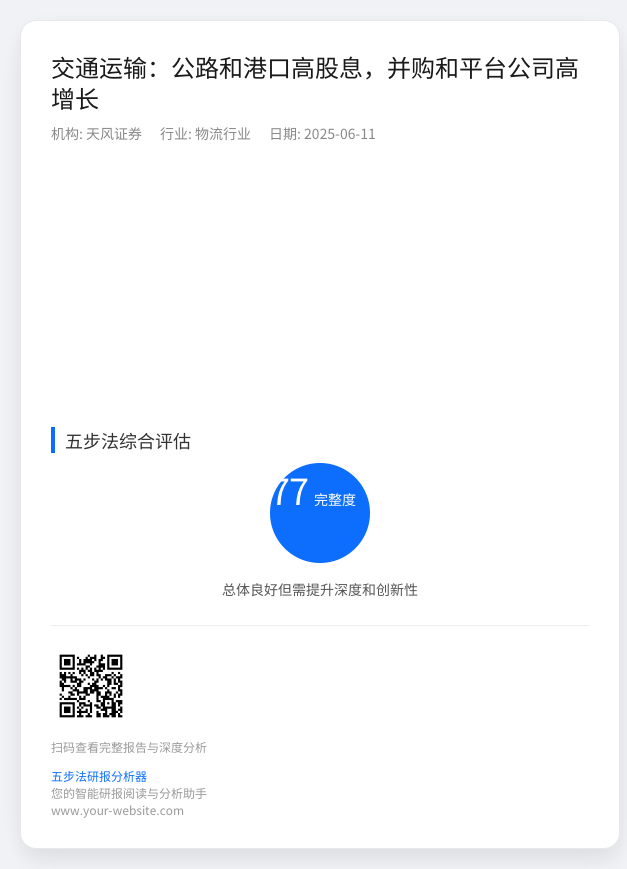 交通运输：公路和港口高股息，并购和平台公司高
增长
机构: 天风证券 行业: 物流行业 日期: 2025-06-11
五步法综合评估
77 完整度
总体良好但需提升深度和创新性
扫码查看完整报告与深度分析
五步法研报分析器
您的智能研报阅读与分析助手
www.your-website.com